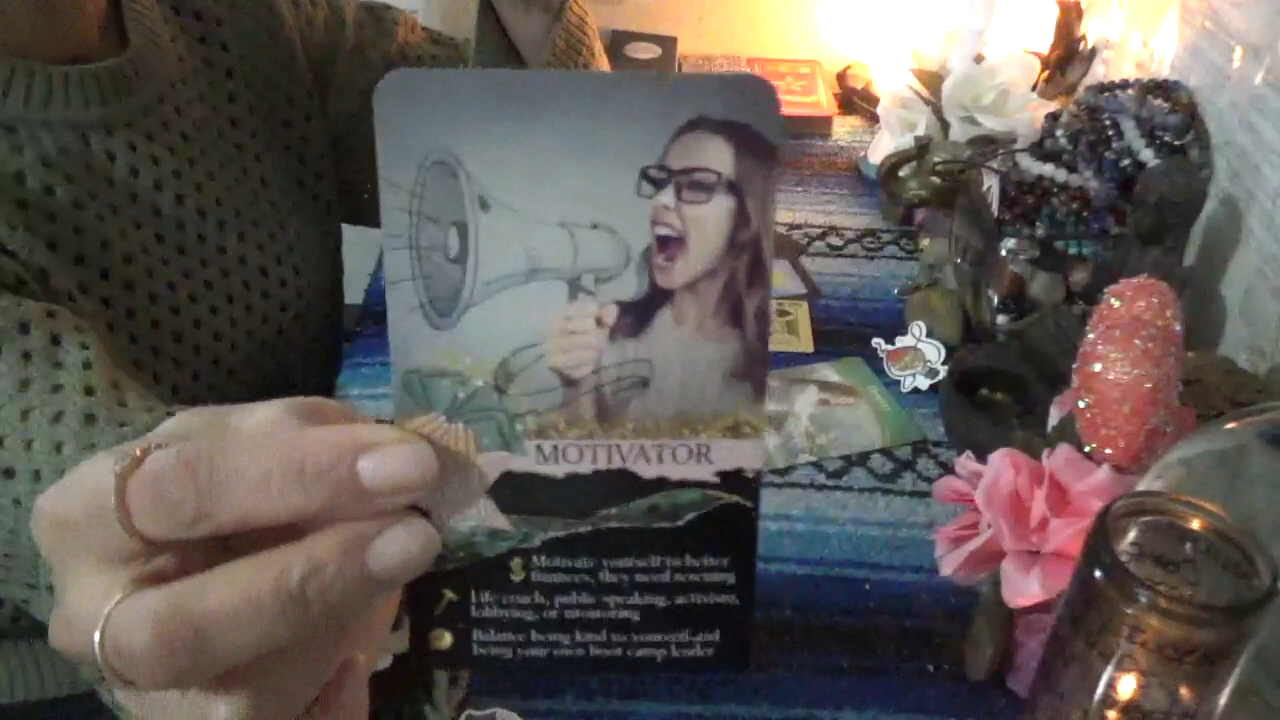 MOTIVATOR
Motivate yourself to better
finances, they need
Life coach, public speaking, activism,
lobbying, or mentoring
Balance being kind to yourself and
being your own boot camp leader